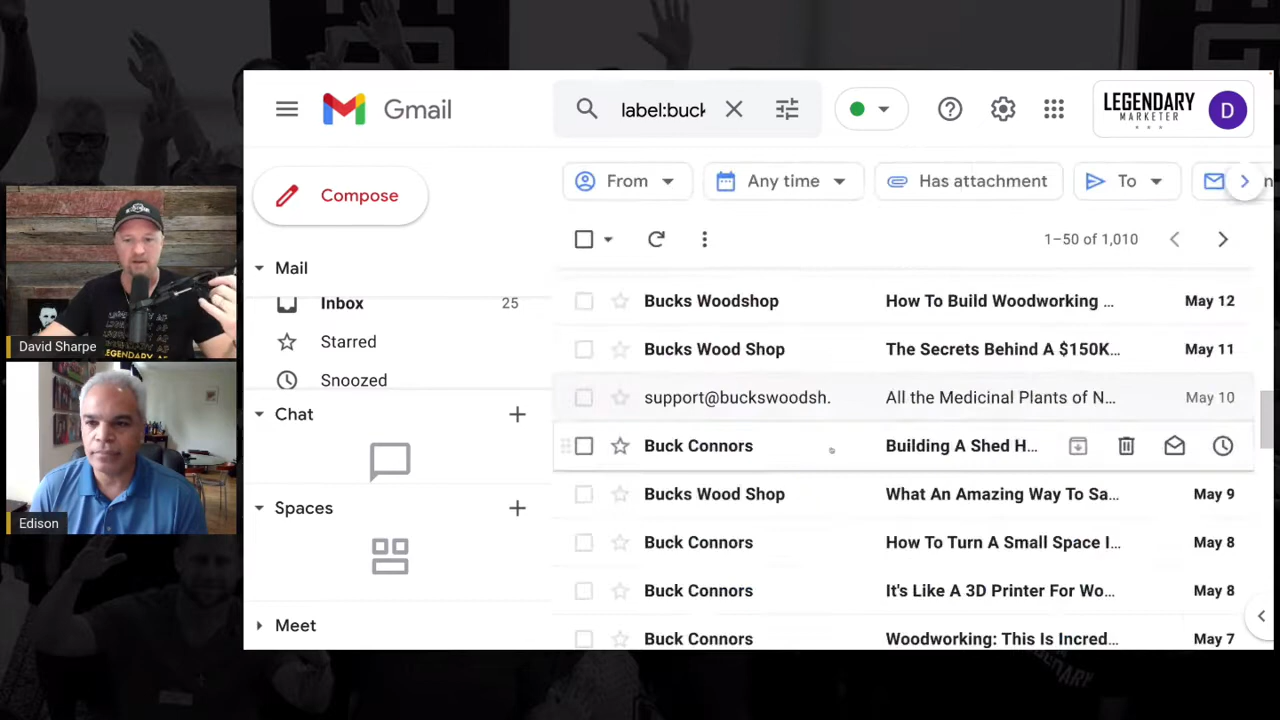 Gmail
label:buck
LEGENDARY
MARKETER
D
Compose
From
Any time
Has attachment
To
Mail
1–50 of 1,010
Inbox 25
Starred
Snoozed
Chat
Spaces
Meet
Bucks Woodshop How To Build Woodworking ... May 12
Bucks Wood Shop The Secrets Behind A $150K... May 11
support@buckswoodsh. All the Medicinal Plants of N... May 10
Buck Connors Building A Shed H...
Bucks Wood Shop What An Amazing Way To Sa... May 9
Buck Connors How To Turn A Small Space I... May 8
Buck Connors It's Like A 3D Printer For Wo... May 8
Buck Connors Woodworking: This Is Incred... May 7
David Sharpe
LEGENDARY AF
Edison